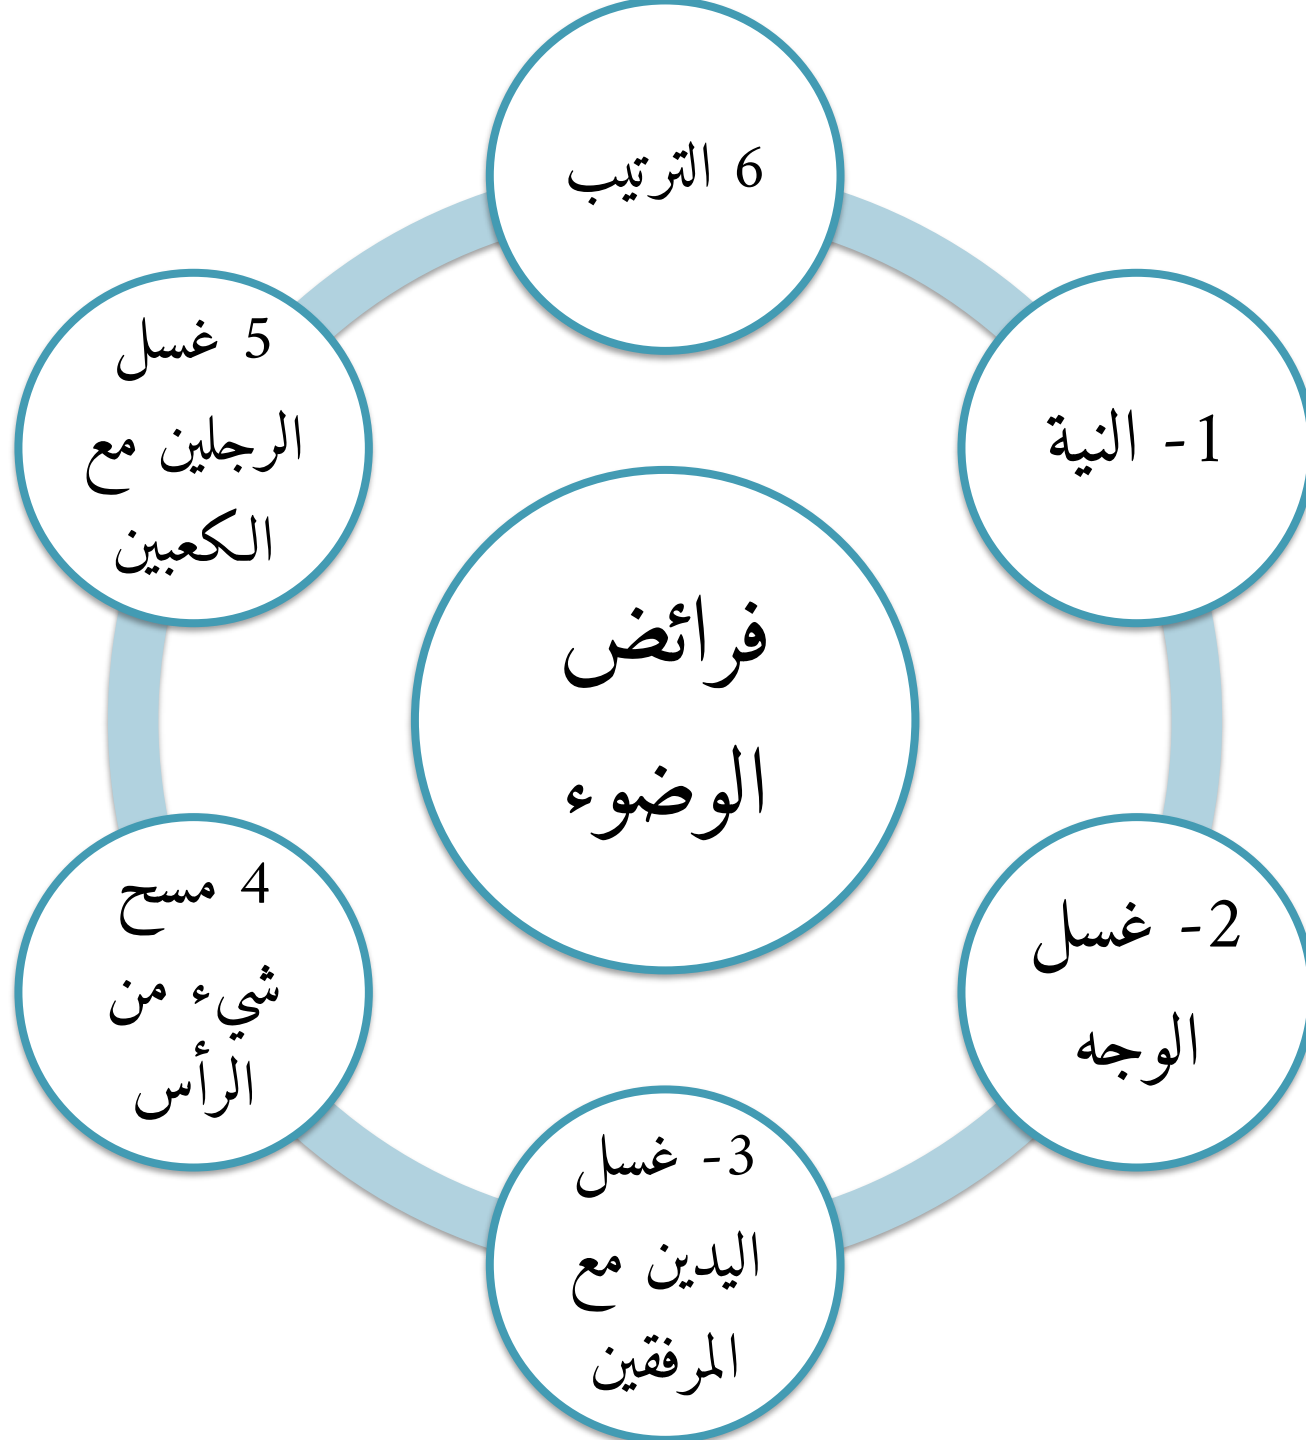 فرائض
الوضوء
1- النية
2- غسل
الوجه
3- غسل
اليدين مع
المرفقين
4 مسح
شيء من
الرأس
5 غسل
الرجلين مع
الكعبين
6 الترتيب